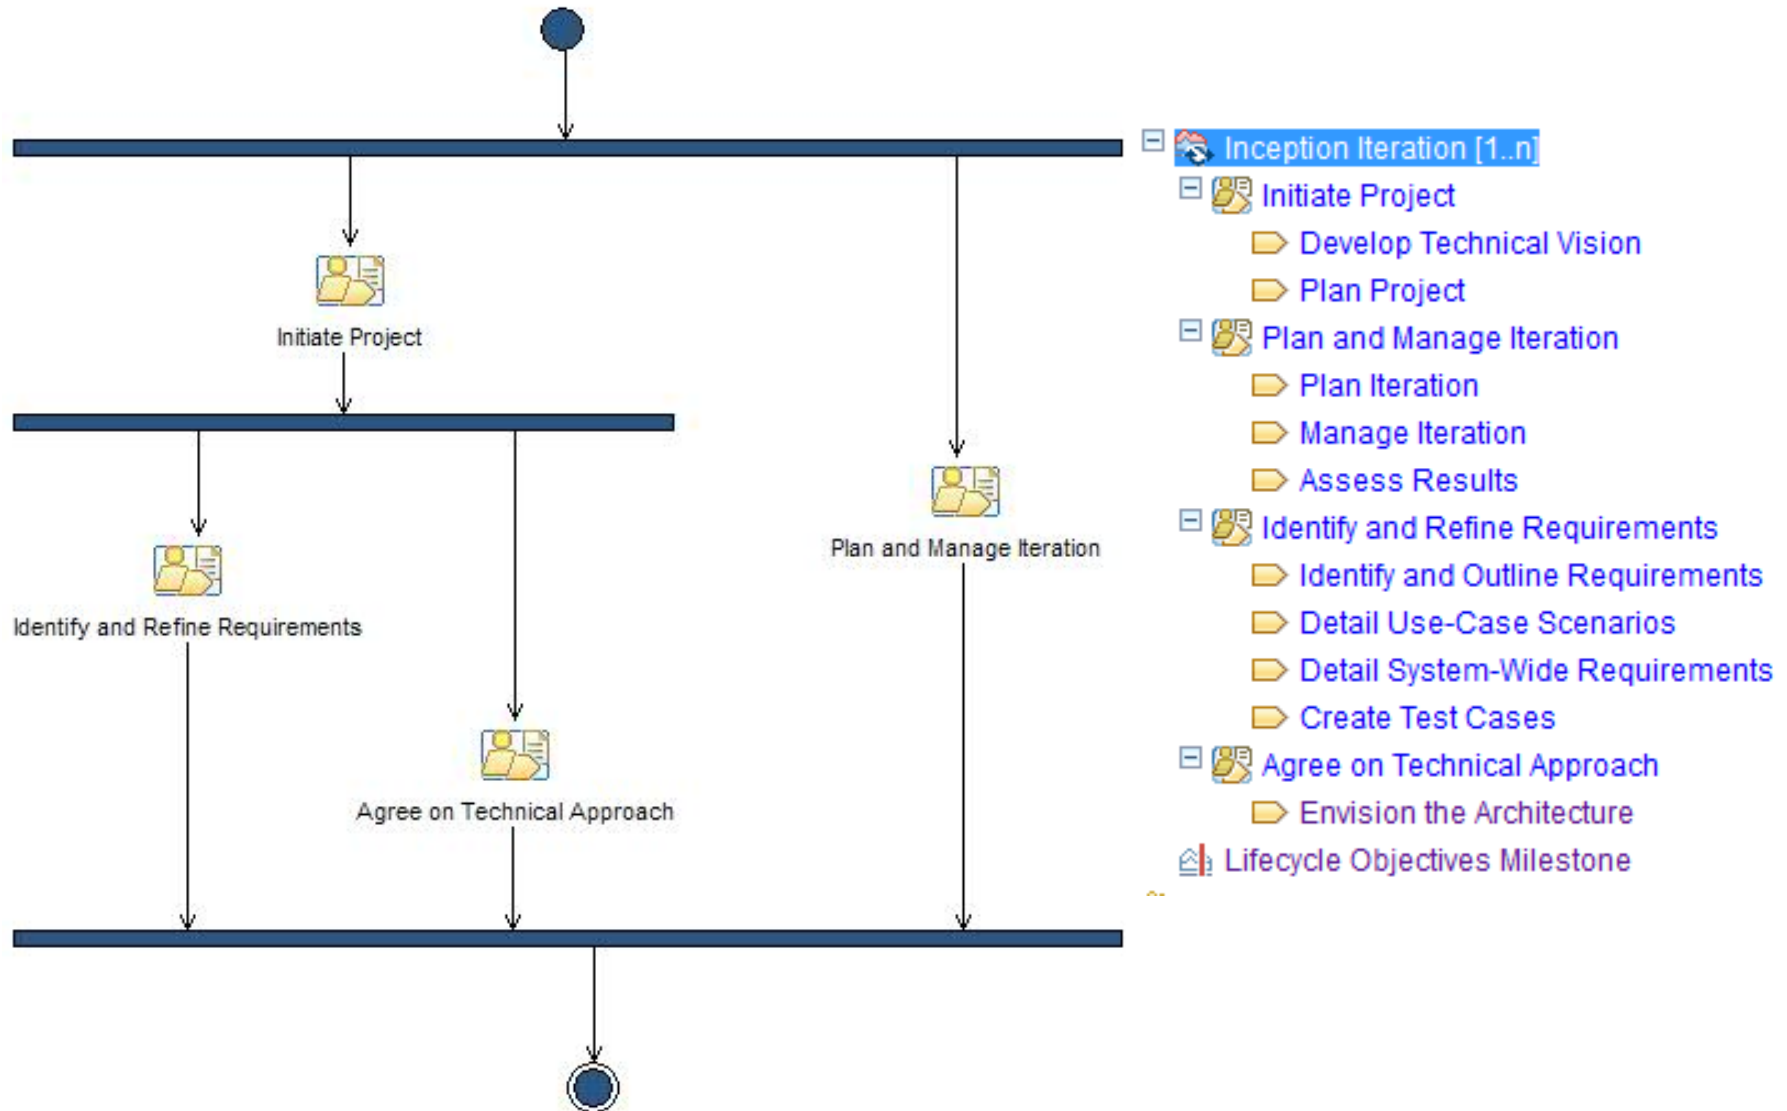 Initiate Project
Plan and Manage Iteration
Identify and Refine Requirements
Agree on Technical Approach
Inception Iteration [1..n]
Initiate Project
Develop Technical Vision
Plan Project
Plan and Manage Iteration
Plan Iteration
Manage Iteration
Assess Results
Identify and Refine Requirements
Identify and Outline Requirements
Detail Use-Case Scenarios
Detail System-Wide Requirements
Create Test Cases
Agree on Technical Approach
Envision the Architecture
Lifecycle Objectives Milestone